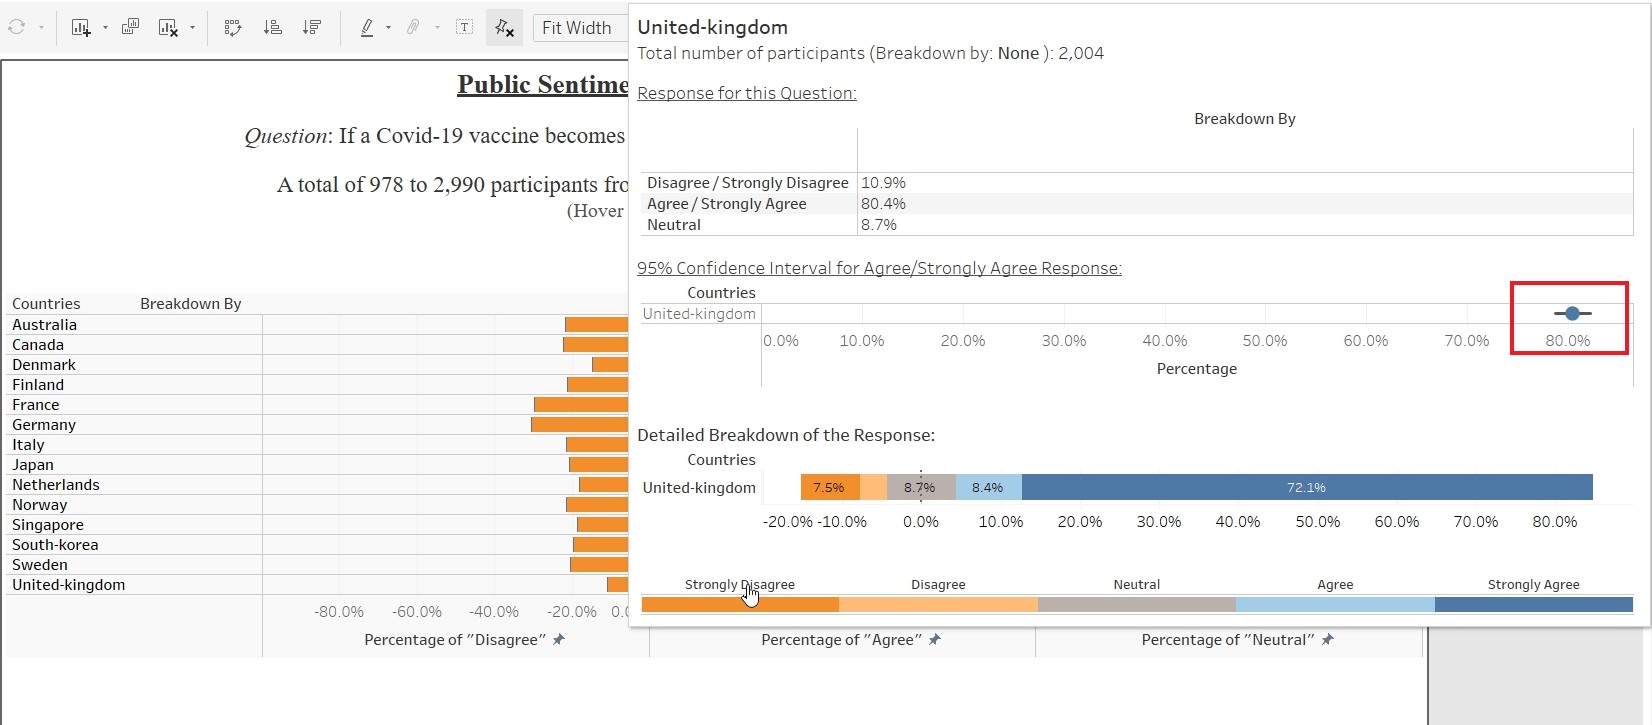 Fit Width
Public Sentime
Question: If a Covid-19 vaccine becomes
A total of 978 to 2,990 participants fro
(Hover
Countries Breakdown By
Australia
Canada
Denmark
Finland
France
Germany
Italy
Japan
Netherlands
Norway
Singapore
South-korea
Sweden
United-kingdom
-80.0% -60.0% -40.0% -20.0% 0.0
Percentage of "Disagree" Percentage of "Agree" Percentage of "Neutral"
United-kingdom
Total number of participants (Breakdown by: None ): 2,004
Response for this Question:
Breakdown By
Disagree / Strongly Disagree 10.9%
Agree / Strongly Agree 80.4%
Neutral 8.7%
95% Confidence Interval for Agree/Strongly Agree Response:
Countries
United-kingdom
0.0% 10.0% 20.0% 30.0% 40.0% 50.0% 60.0% 70.0% 80.0%
Percentage
Detailed Breakdown of the Response:
Countries
United-kingdom 7.5% 8.7% 8.4% 72.1%
-20.0% -10.0% 0.0% 10.0% 20.0% 30.0% 40.0% 50.0% 60.0% 70.0% 80.0%
Strongly Disagree Disagree Neutral Agree Strongly Agree